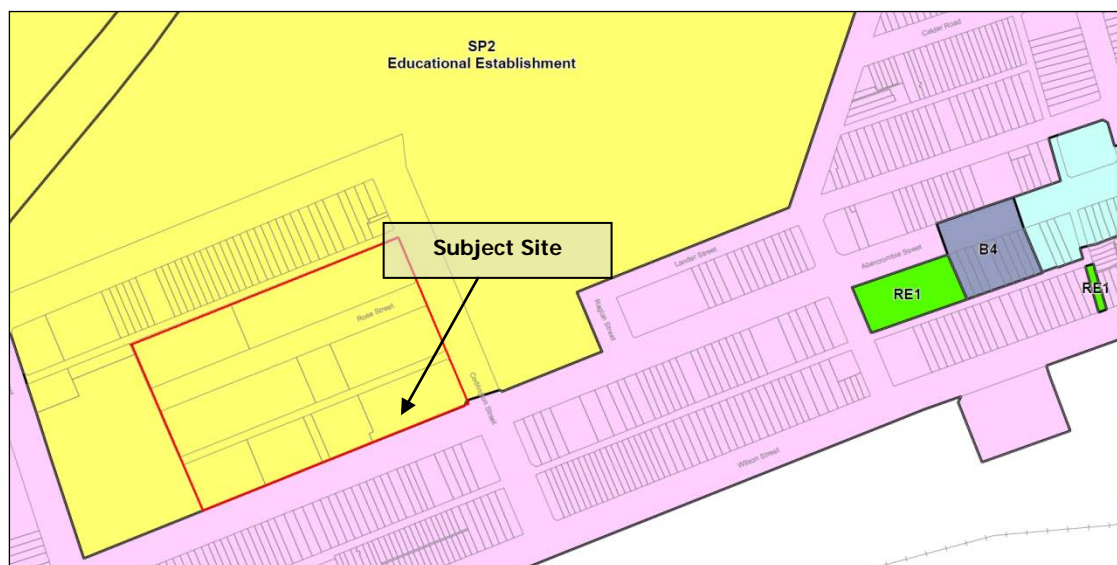 SP2
Educational Establishment
Calder Road
Subject Site
Lander Street
Abercrombie Street
B4
RE1
RE1
Rose Street
Raglan Street
Codrington Street
Wilson Street